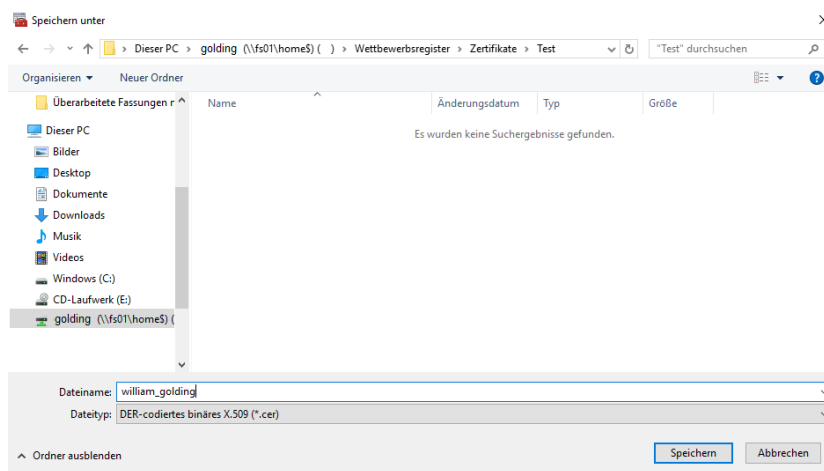 Speichern unter
Dieser PC > golding (\\fs01\home$) ( ) > Wettbewerbsregister > Zertifikate > Test
"Test" durchsuchen
Organisieren
Neuer Ordner
Überarbeitete Fassungen r
Name
Änderungsdatum
Typ
Größe
Es wurden keine Suchergebnisse gefunden.
Dieser PC
Bilder
Desktop
Dokumente
Downloads
Musik
Videos
Windows (C:)
CD-Laufwerk (E:)
golding (\\fs01\home$) (
Dateiname: william_golding
Dateityp: DER-codiertes binäres X.509 (*.cer)
Ordner ausblenden
Speichern
Abbrechen